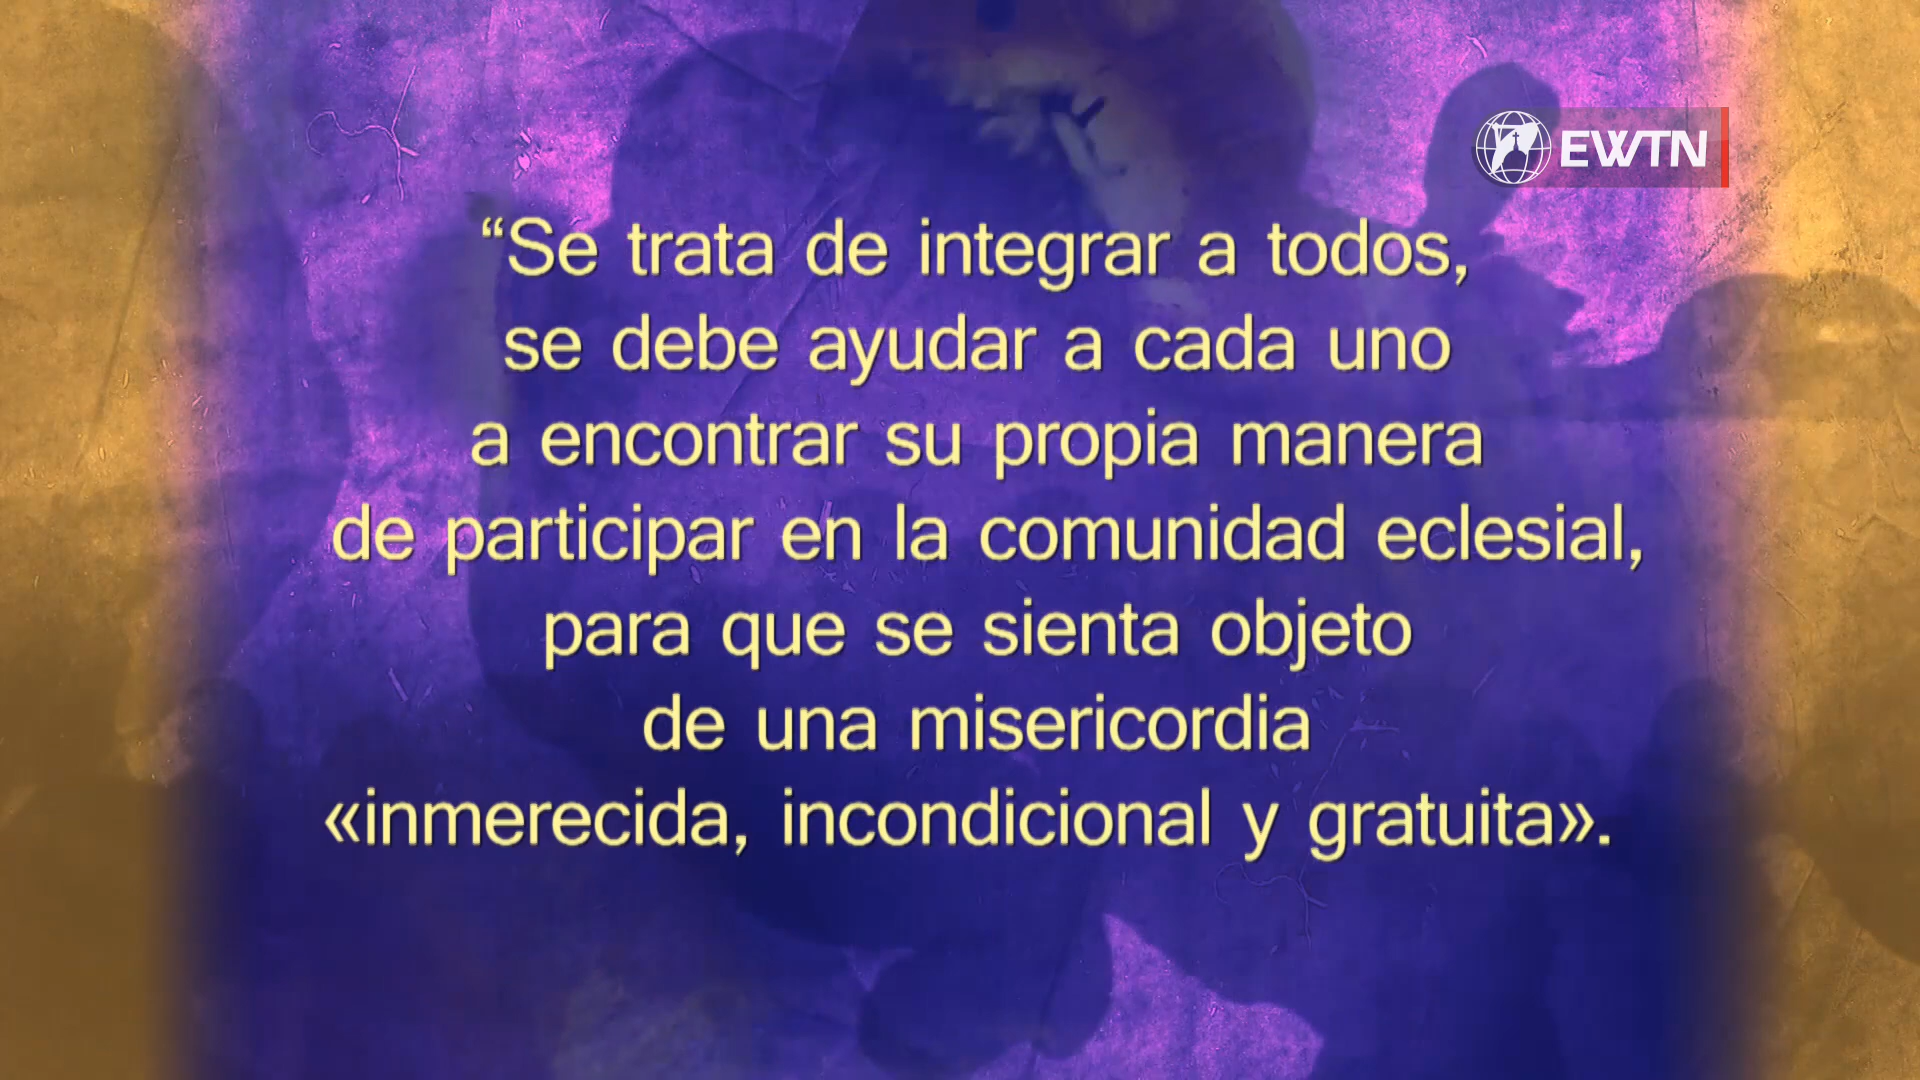 EWTN
“Se trata de integrar a todos,
se debe ayudar a cada uno
a encontrar su propia manera
de participar en la comunidad eclesial,
para que se sienta objeto
de una misericordia
«inmerecida, incondicional y gratuita».